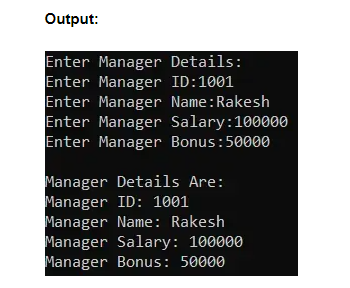 Output:
Enter Manager Details:
Enter Manager ID:1001
Enter Manager Name:Rakesh
Enter Manager Salary:100000
Enter Manager Bonus:50000
Manager Details Are:
Manager ID: 1001
Manager Name: Rakesh
Manager Salary: 100000
Manager Bonus: 50000